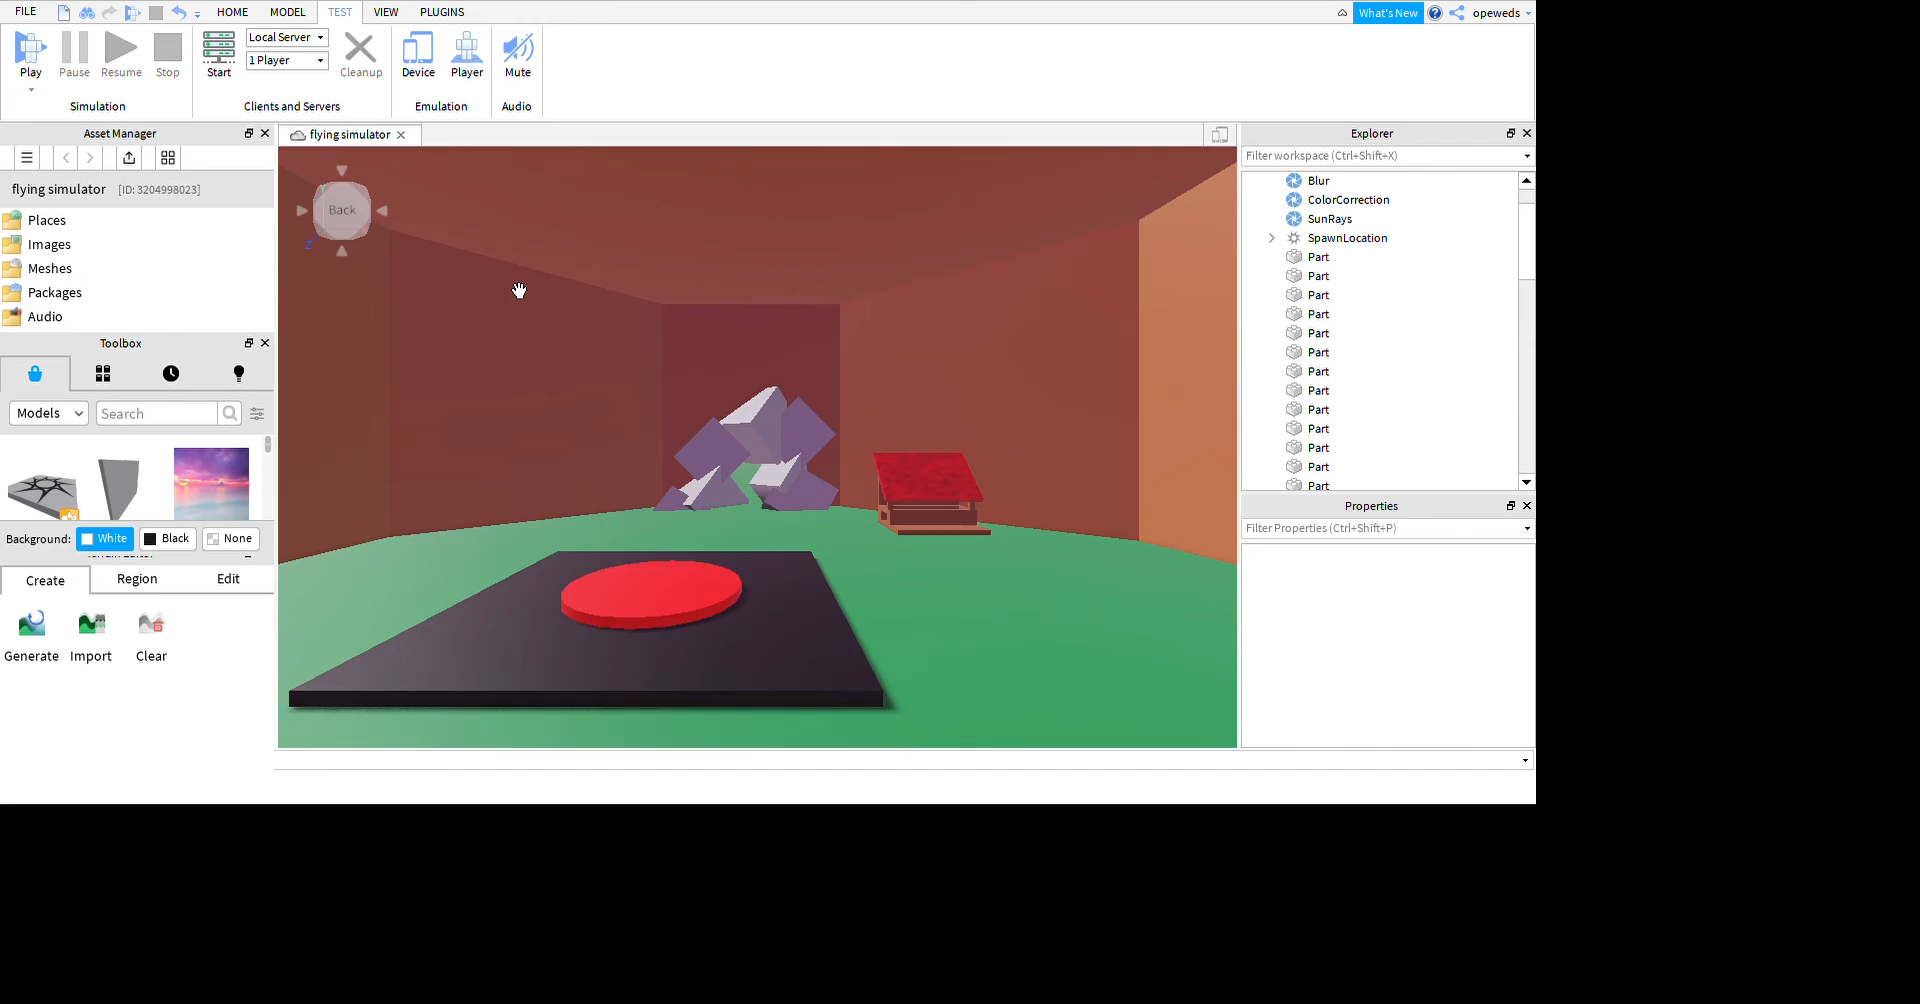 FILE HOME MODEL TEST VIEW PLUGINS What's New opeweds
Play Pause Resume Stop
Simulation
Start Local Server 1 Player Cleanup
Clients and Servers
Device Player
Emulation
Mute
Audio
Asset Manager
flying simulator [ID: 3204998023]
Places
Images
Meshes
Packages
Audio
Toolbox
Models Search
Background: White Black None
Create Region Edit
Generate Import Clear
flying simulator
Back
Z
Explorer
Filter workspace (Ctrl+Shift+X)
Blur
ColorCorrection
SunRays
SpawnLocation
Part
Part
Part
Part
Part
Part
Part
Part
Part
Part
Part
Part
Part
Properties
Filter Properties (Ctrl+Shift+P)